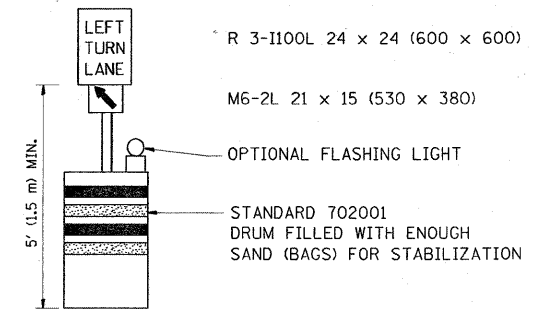 LEFT
TURN
LANE
R 3-I100L 24 x 24 (600 x 600)
M6-2L 21 x 15 (530 x 380)
OPTIONAL FLASHING LIGHT
5' (1.5 m) MIN.
STANDARD 702001
DRUM FILLED WITH ENOUGH
SAND (BAGS) FOR STABILIZATION